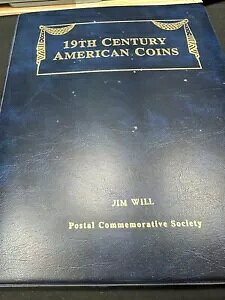 19TH CENTURY
AMERICAN COINS
JIM WILL
Postal Commemorative Society